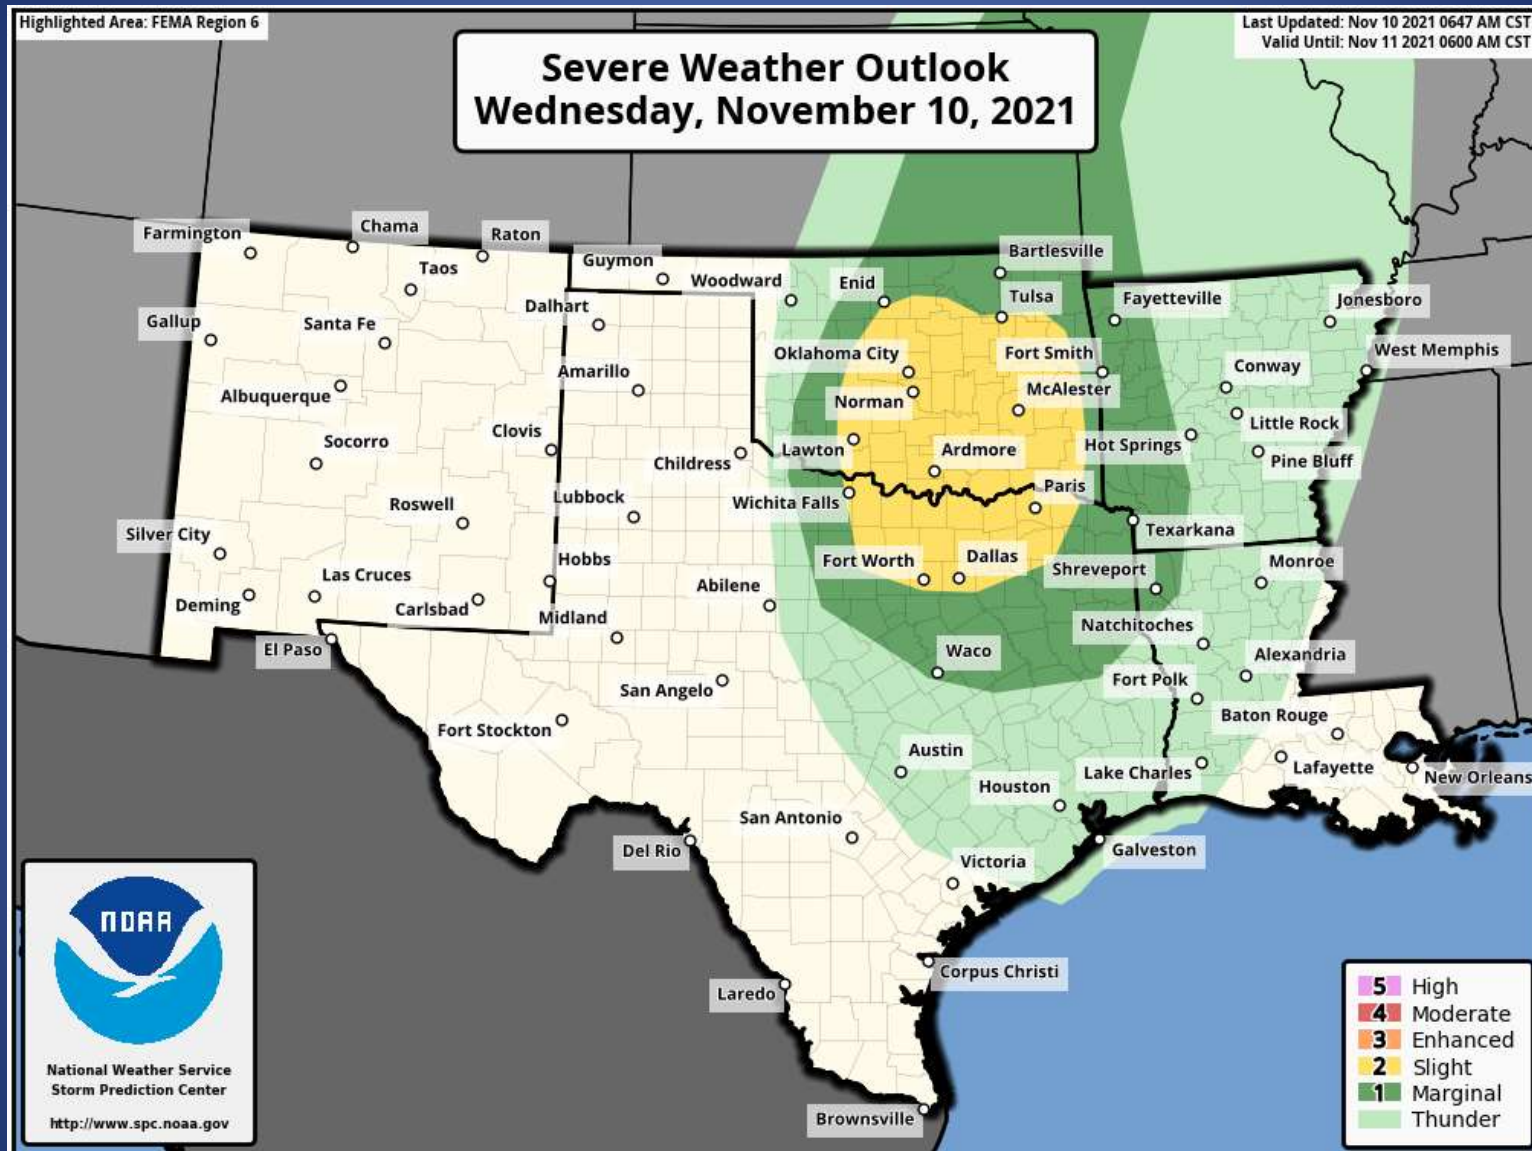 Highlighted Area: FEMA Region 6
Last Updated: Nov 10 2021 0647 AM CST
Valid Until: Nov 11 2021 0600 AM CST
Severe Weather Outlook
Wednesday, November 10, 2021
Farmington
Chama
Raton
Taos
Guymon
Woodward
Enid
Bartlesville
Tulsa
Fayetteville
Jonesboro
Gallup
Santa Fe
Dalhart
Oklahoma City
Fort Smith
West Memphis
Conway
Albuquerque
Amarillo
Norman
McAlester
Little Rock
Socorro
Clovis
Childress
Lawton
Ardmore
Hot Springs
Pine Bluff
Roswell
Lubbock
Wichita Falls
Paris
Texarkana
Silver City
Las Cruces
Hobbs
Fort Worth
Dallas
Shreveport
Monroe
Deming
Carlsbad
Midland
Abilene
Natchitoches
El Paso
San Angelo
Waco
Fort Polk
Alexandria
Fort Stockton
Baton Rouge
Austin
Houston
Lake Charles
Lafayette
New Orleans
San Antonio
Del Rio
Victoria
Galveston
Laredo
Corpus Christi
Brownsville
NOAA
National Weather Service
Storm Prediction Center
http://www.spc.noaa.gov
5 High
4 Moderate
3 Enhanced
2 Slight
1 Marginal
Thunder